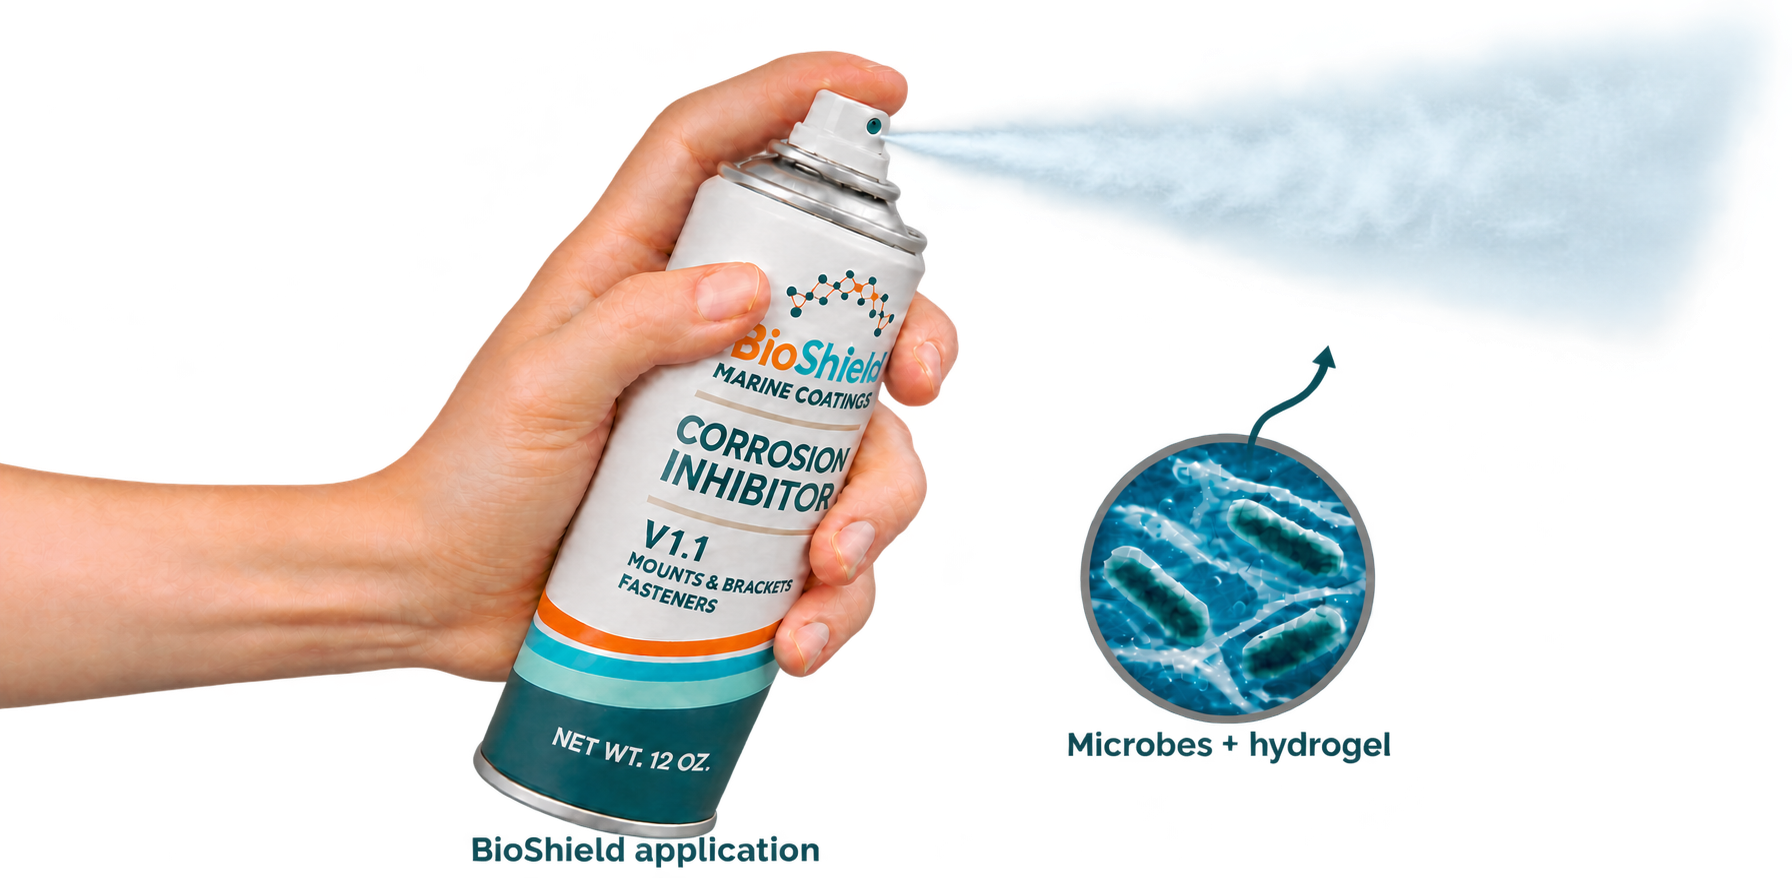 BioShield
MARINE COATINGS
CORROSION
INHIBITOR
V1.1
MOUNTS & BRACKETS
FASTENERS
NET WT. 12 OZ.
Microbes + hydrogel
BioShield application